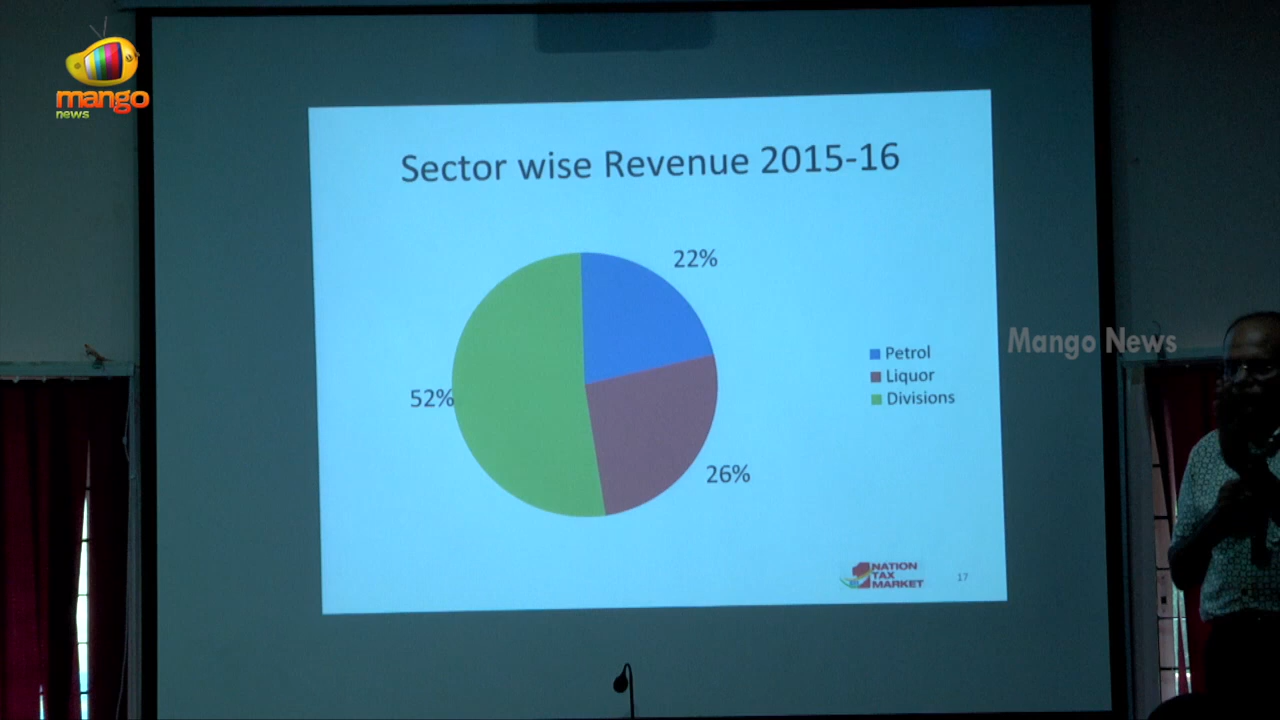 mango
news
Sector wise Revenue 2015-16
22%
52%
26%
Petrol
Liquor
Divisions
Mango News
1 NATION
TAX
MARKET
17